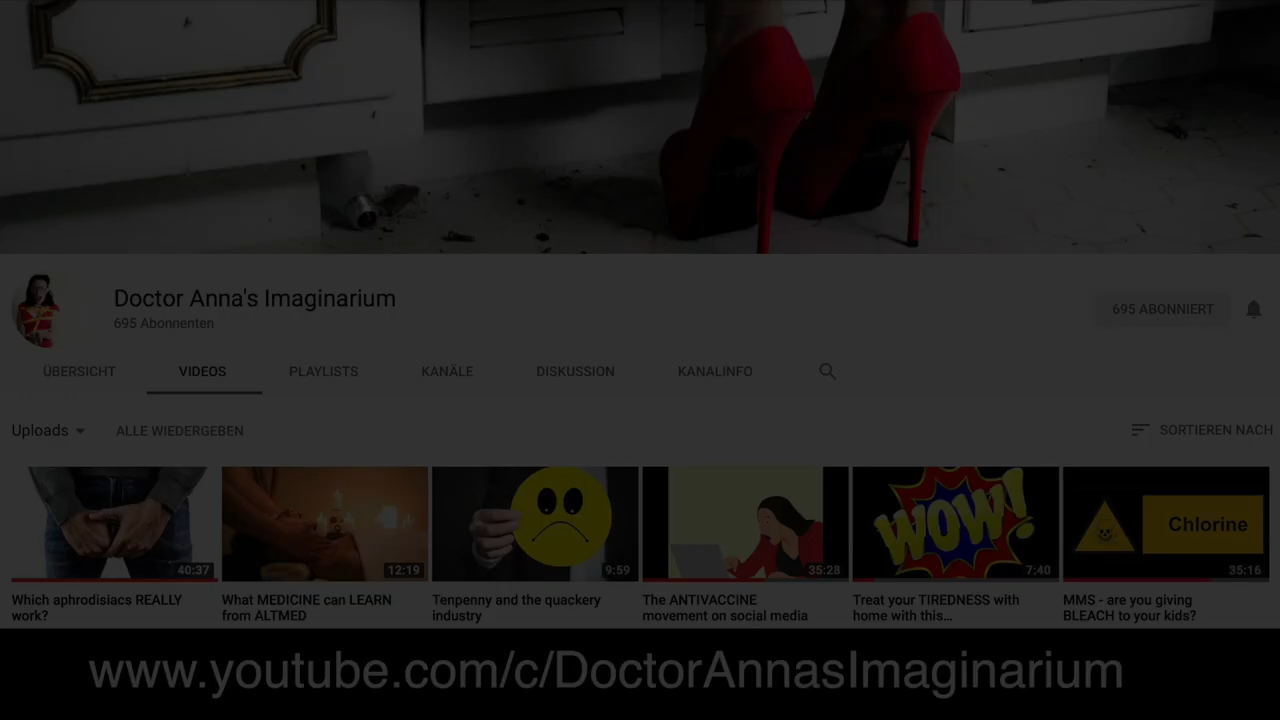 Doctor Anna's Imaginarium
695 Abonnenten
695 ABONNIERT
ÜBERSICHT
VIDEOS
PLAYLISTS
KANÄLE
DISKUSSION
KANALINFO
Uploads
ALLE WIEDERGEBEN
SORTIEREN NACH
WOW!
Chlorine
40:37
12:19
9:59
35:28
7:40
35:16
Which aphrodisiacs REALLY
work?
What MEDICINE can LEARN
from ALTMED
Tenpenny and the quackery
industry
The ANTIVACCINE
movement on social media
Treat your TIREDNESS with
home with this...
MMS - are you giving
BLEACH to your kids?
www.youtube.com/c/DoctorAnnasImaginarium